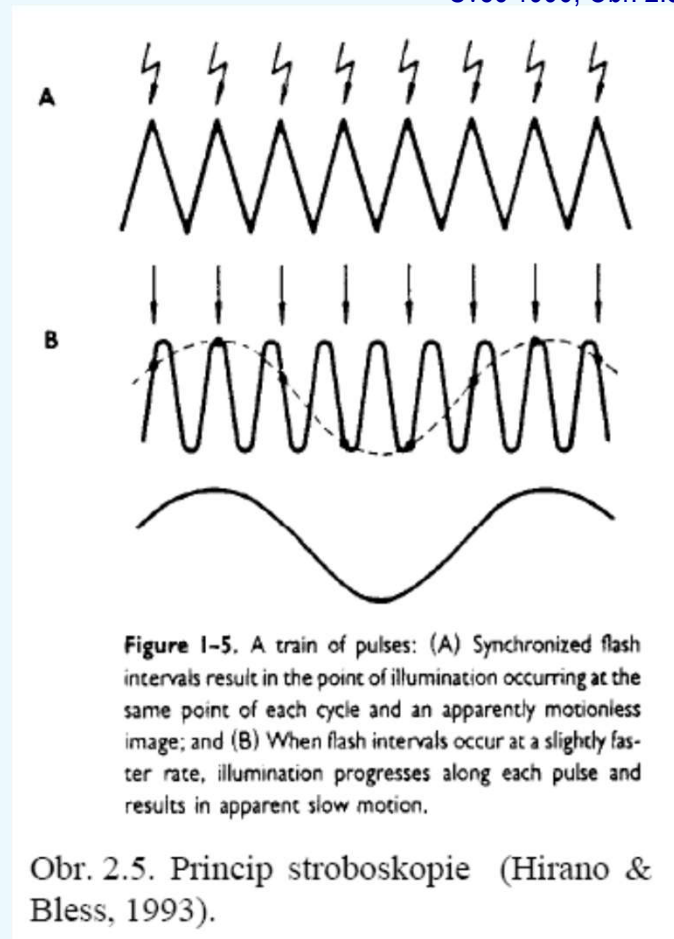 A
B
Figure 1-5. A train of pulses: (A) Synchronized flash
intervals result in the point of illumination occurring at the
same point of each cycle and an apparently motionless
image; and (B) When flash intervals occur at a slightly fas-
ter rate, illumination progresses along each pulse and
results in apparent slow motion.
Obr. 2.5. Princip stroboskopie (Hirano &
Bless, 1993).